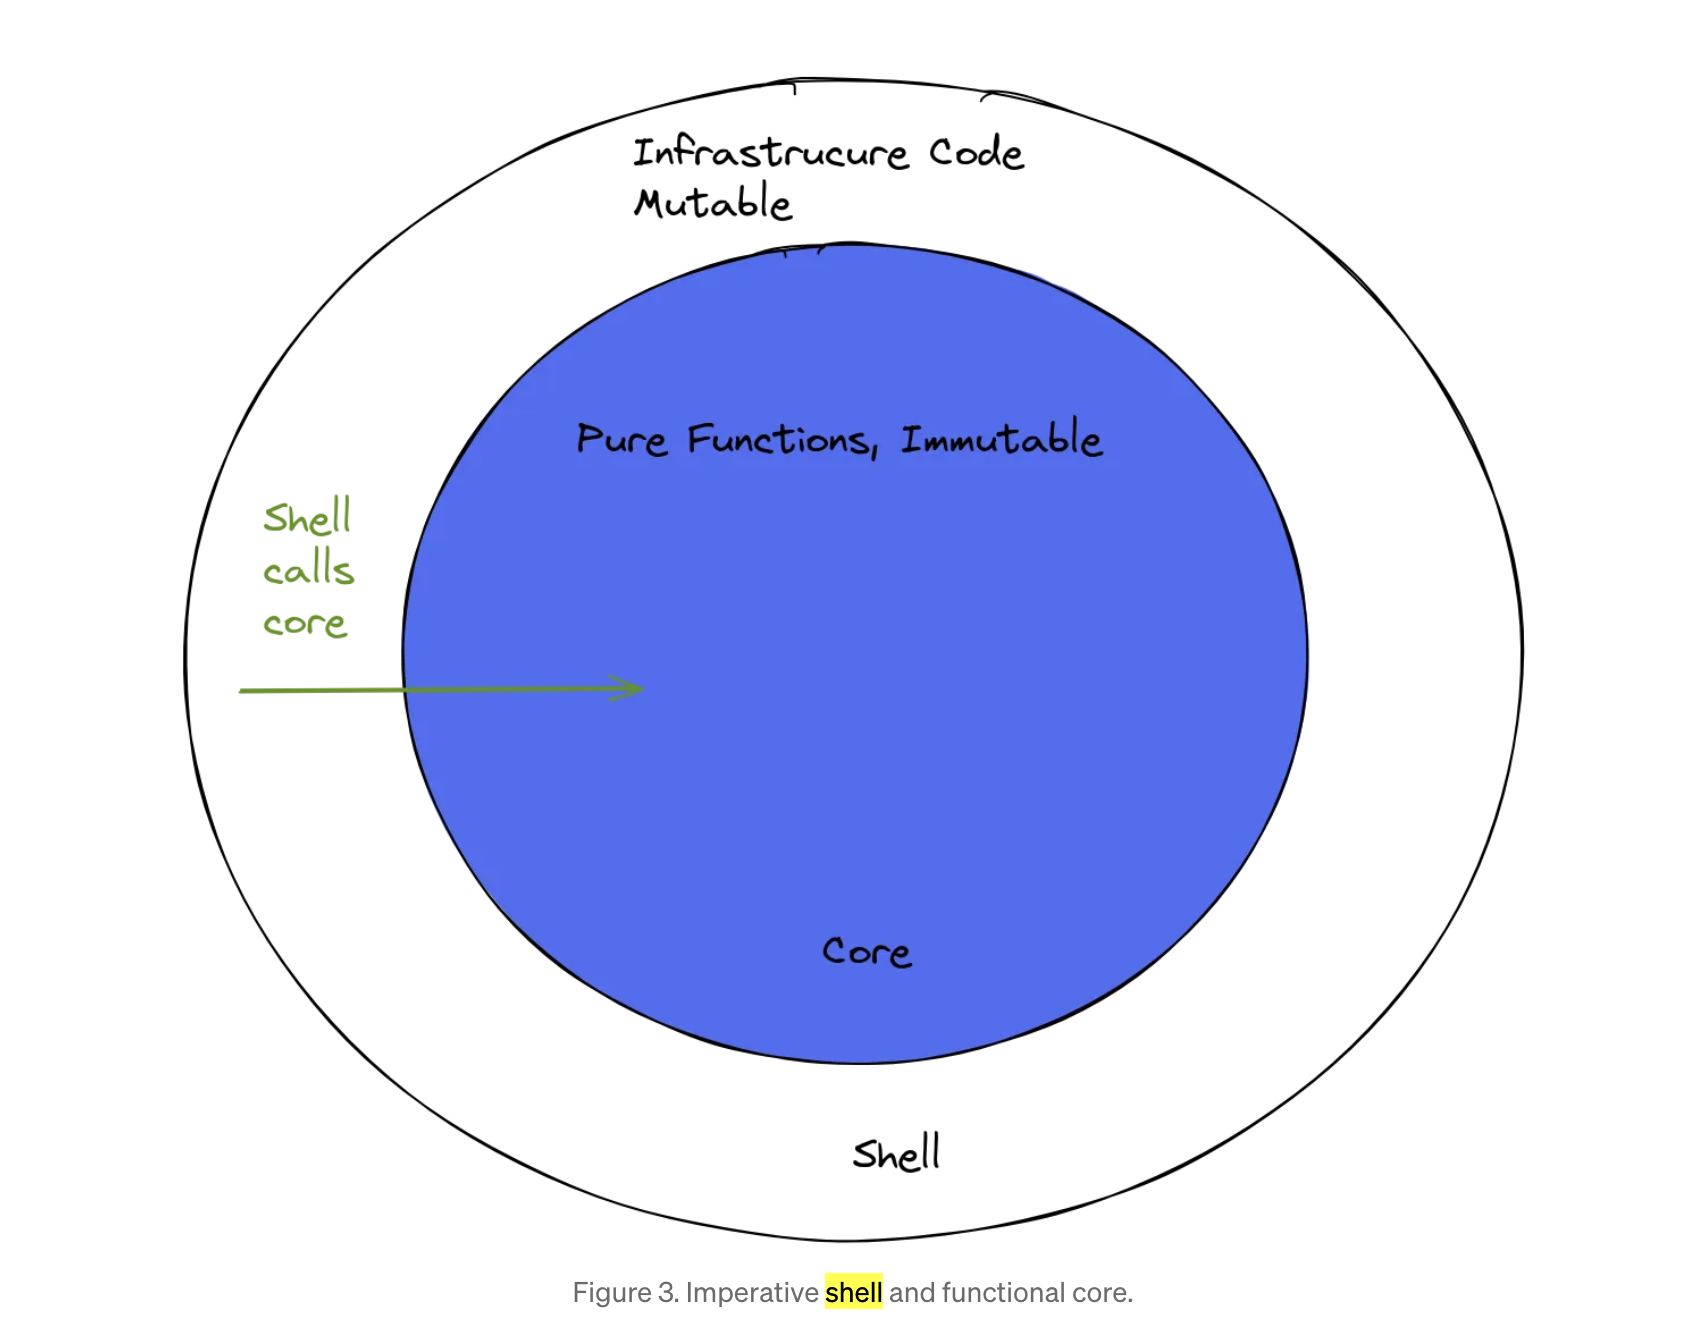 Infrastrucure Code
Mutable
Pure Functions, Immutable
Shell
calls
core
Core
Shell
Figure 3. Imperative shell and functional core.